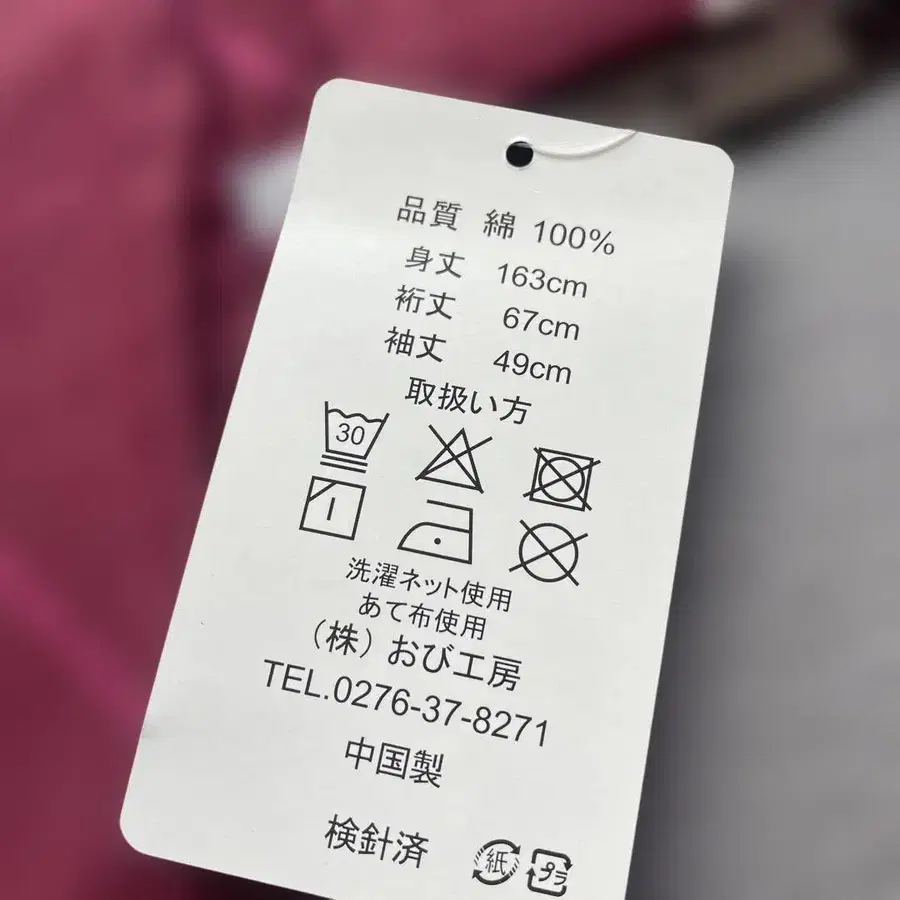 品質 綿 100%
身丈 163cm
裄丈 67cm
袖丈 49cm
取扱い方
30
洗濯ネット使用
あて布使用
（株）おび工房
TEL.0276-37-8271
中国製
検針済
紙 プラ